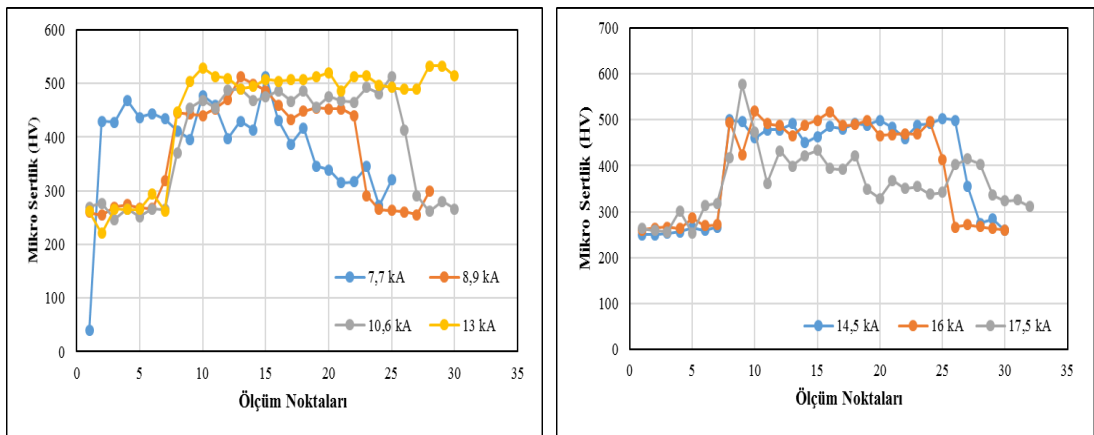 600
500
400
300
200
100
0
Mikro Sertlik (HV)
7,7 kA
8,9 kA
10,6 kA
13 kA
0 5 10 15 20 25 30 35
Ölçüm Noktaları
700
600
500
400
300
200
100
0
Mikro Sertlik (HV)
14,5 kA
16 kA
17,5 kA
0 5 10 15 20 25 30 35
Ölçüm Noktaları